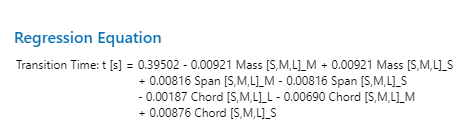 Regression Equation
Transition Time: t [s] = 0.39502 - 0.00921 Mass [S,M,L]_M + 0.00921 Mass [S,M,L]_S
+ 0.00816 Span [S,M,L]_M - 0.00816 Span [S,M,L]_S
- 0.00187 Chord [S,M,L]_L - 0.00690 Chord [S,M,L]_M
+ 0.00876 Chord [S,M,L]_S